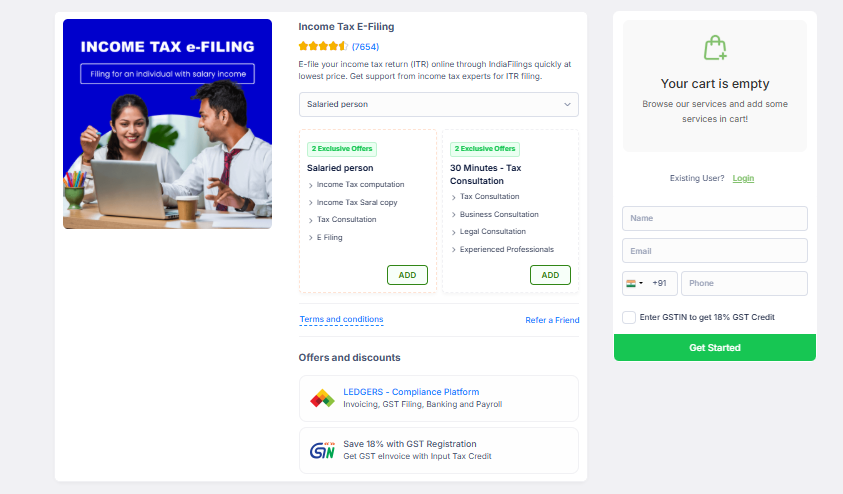 INCOME TAX e-FILING
Filing for an individual with salary income
Income Tax E-Filing
(7654)
E-file your income tax return (ITR) online through IndiaFilings quickly at
lowest price. Get support from income tax experts for ITR filing.
Salaried person
2 Exclusive Offers
Salaried person
Income Tax computation
Income Tax Saral copy
Tax Consultation
E Filing
ADD
2 Exclusive Offers
30 Minutes - Tax
Consultation
Tax Consultation
Business Consultation
Legal Consultation
Experienced Professionals
ADD
Terms and conditions
Refer a Friend
Offers and discounts
LEDGERS - Compliance Platform
Invoicing, GST Filing, Banking and Payroll
Save 18% with GST Registration
Get GST eInvoice with Input Tax Credit
Your cart is empty
Browse our services and add some
services in cart!
Existing User? Login
Name
Email
+91
Phone
Enter GSTIN to get 18% GST Credit
Get Started